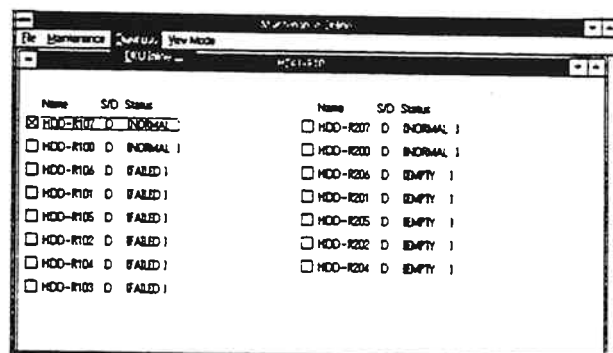 File Maintenance View Mode
Name S/D Status
HDD-R107 D [NORMAL ]
HDD-R100 D [NORMAL ]
HDD-R106 D [FAILED ]
HDD-R101 D [FAILED ]
HDD-R105 D [FAILED ]
HDD-R102 D [FAILED ]
HDD-R104 D [FAILED ]
HDD-R103 D [FAILED ]
Name S/D Status
HDD-R207 D [NORMAL ]
HDD-R200 D [NORMAL ]
HDD-R206 D [EMPTY ]
HDD-R201 D [EMPTY ]
HDD-R205 D [EMPTY ]
HDD-R202 D [EMPTY ]
HDD-R204 D [EMPTY ]